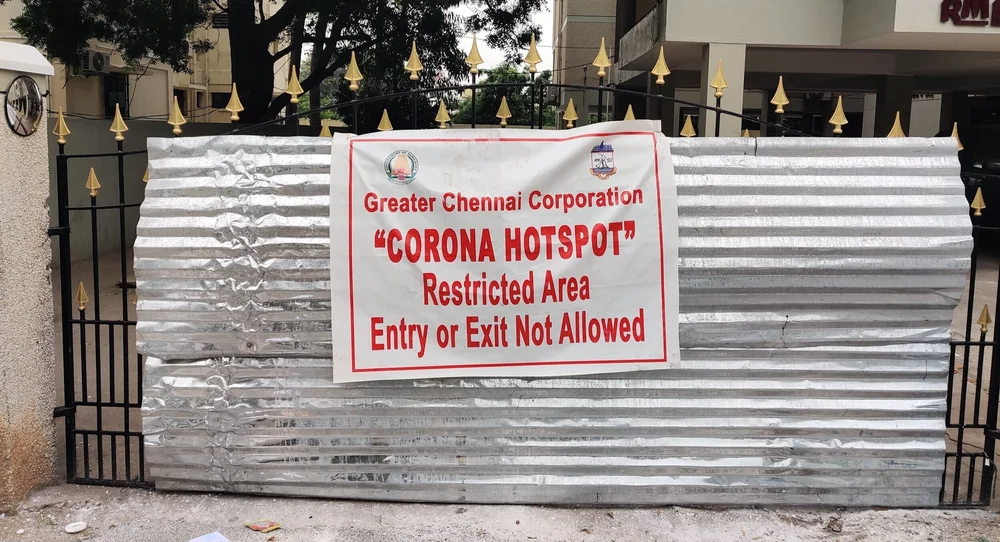 Greater Chennai Corporation
“CORONA HOTSPOT”
Restricted Area
Entry or Exit Not Allowed